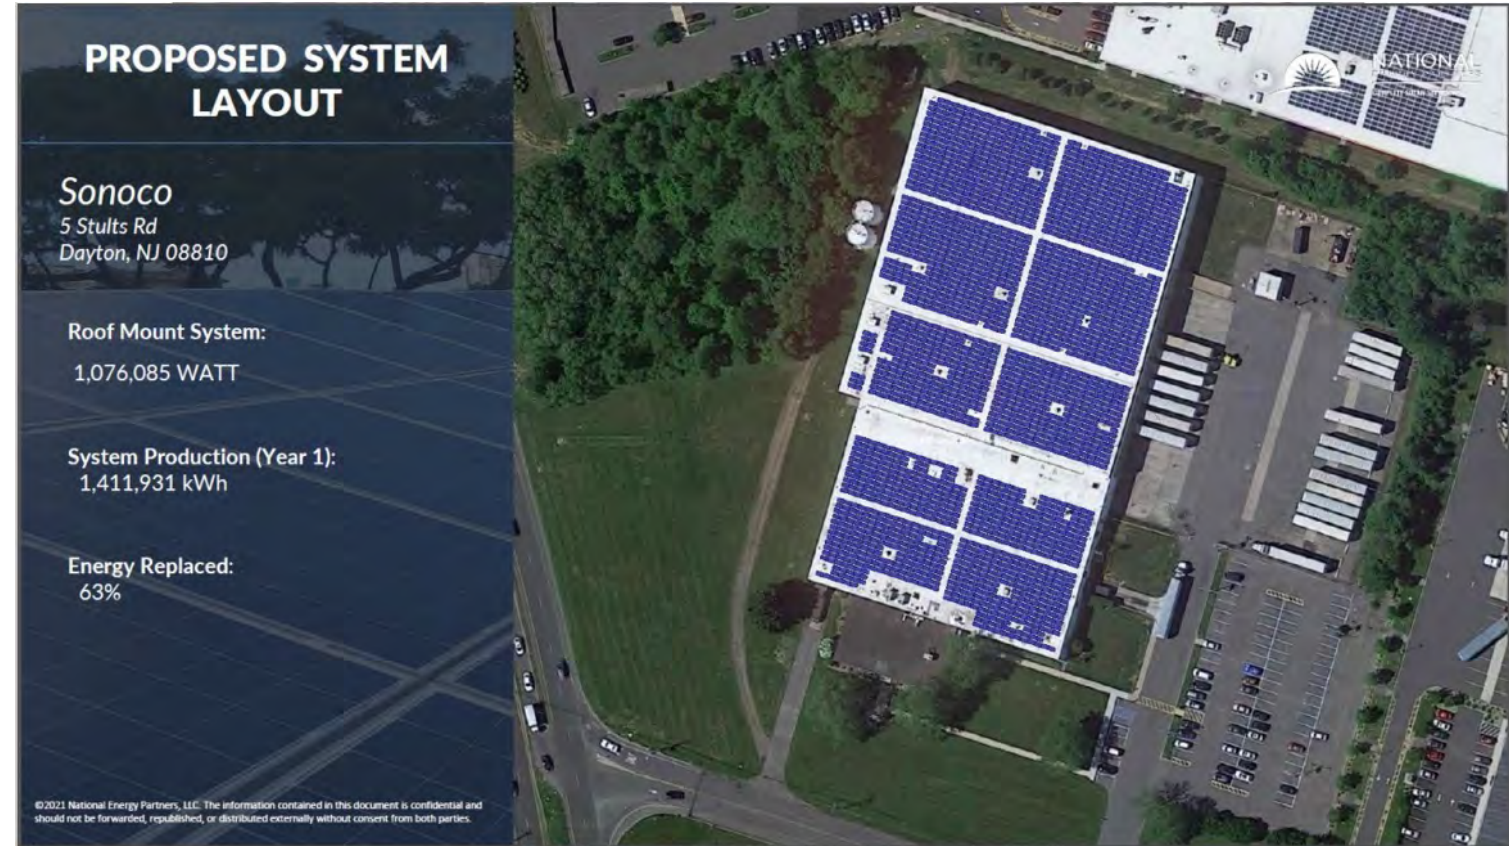 PROPOSED SYSTEM
LAYOUT
Sonoco
5 Stults Rd
Dayton, NJ 08810
Roof Mount System:
1,076,085 WATT
System Production (Year 1):
1,411,931 kWh
Energy Replaced:
63%
©2021 National Energy Partners, LLC. The information contained in this document is confidential and
should not be forwarded, republished, or distributed externally without consent from both parties.
NATIONAL